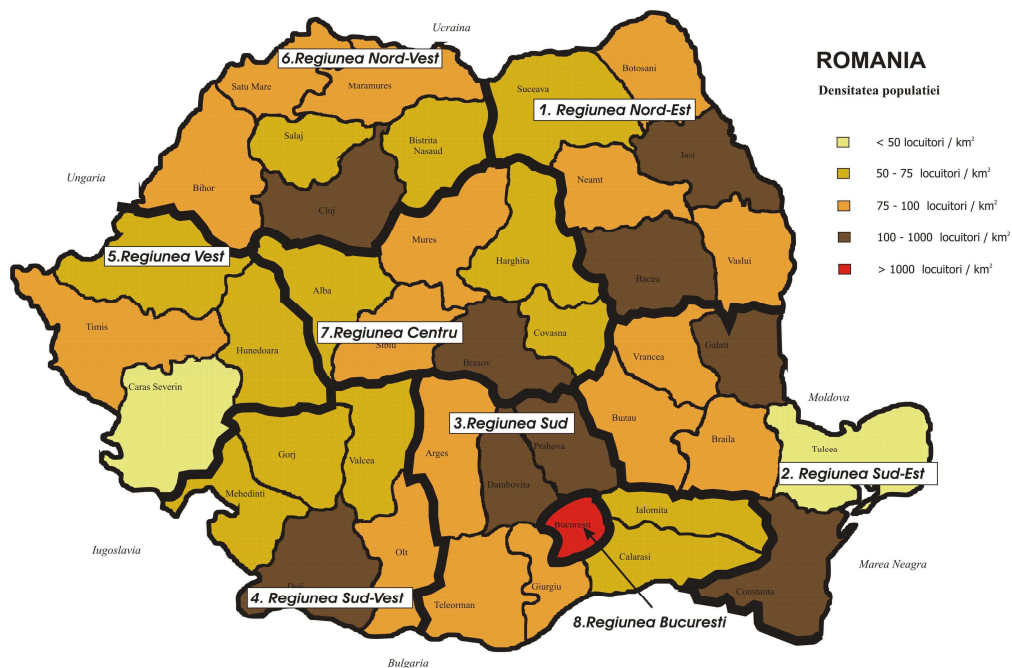 Ucraina
6.Regiunea Nord-Vest
Botosani
ROMANIA
Satu Mare
Maramures
Suceava
Densitatea populatiei
1. Regiunea Nord-Est
Salaj
Bistrita
Nasaud
< 50 locuitori / km²
Iasi
50 - 75 locuitori / km²
Ungaria
Bihor
Neamt
75 - 100 locuitori / km²
Cluj
100 - 1000 locuitori / km²
Mures
5.Regiunea Vest
Harghita
Vaslui
> 1000 locuitori / km²
Bacau
Alba
Timis
7.Regiunea Centru
Covasna
Sibiu
Galati
Hunedoara
Vrancea
Brasov
Caras Severin
Moldova
3.Regiunea Sud
Buzau
Braila
Prahova
Tulcea
Gorj
Arges
Valcea
2. Regiunea Sud-Est
Dambovita
Mehedinti
Ialomita
Bucuresti
Iugoslavia
Olt
Calarasi
Marea Neagra
Dolj
Giurgiu
Constanta
4. Regiunea Sud-Vest
Teleorman
8.Regiunea Bucuresti
Bulgaria